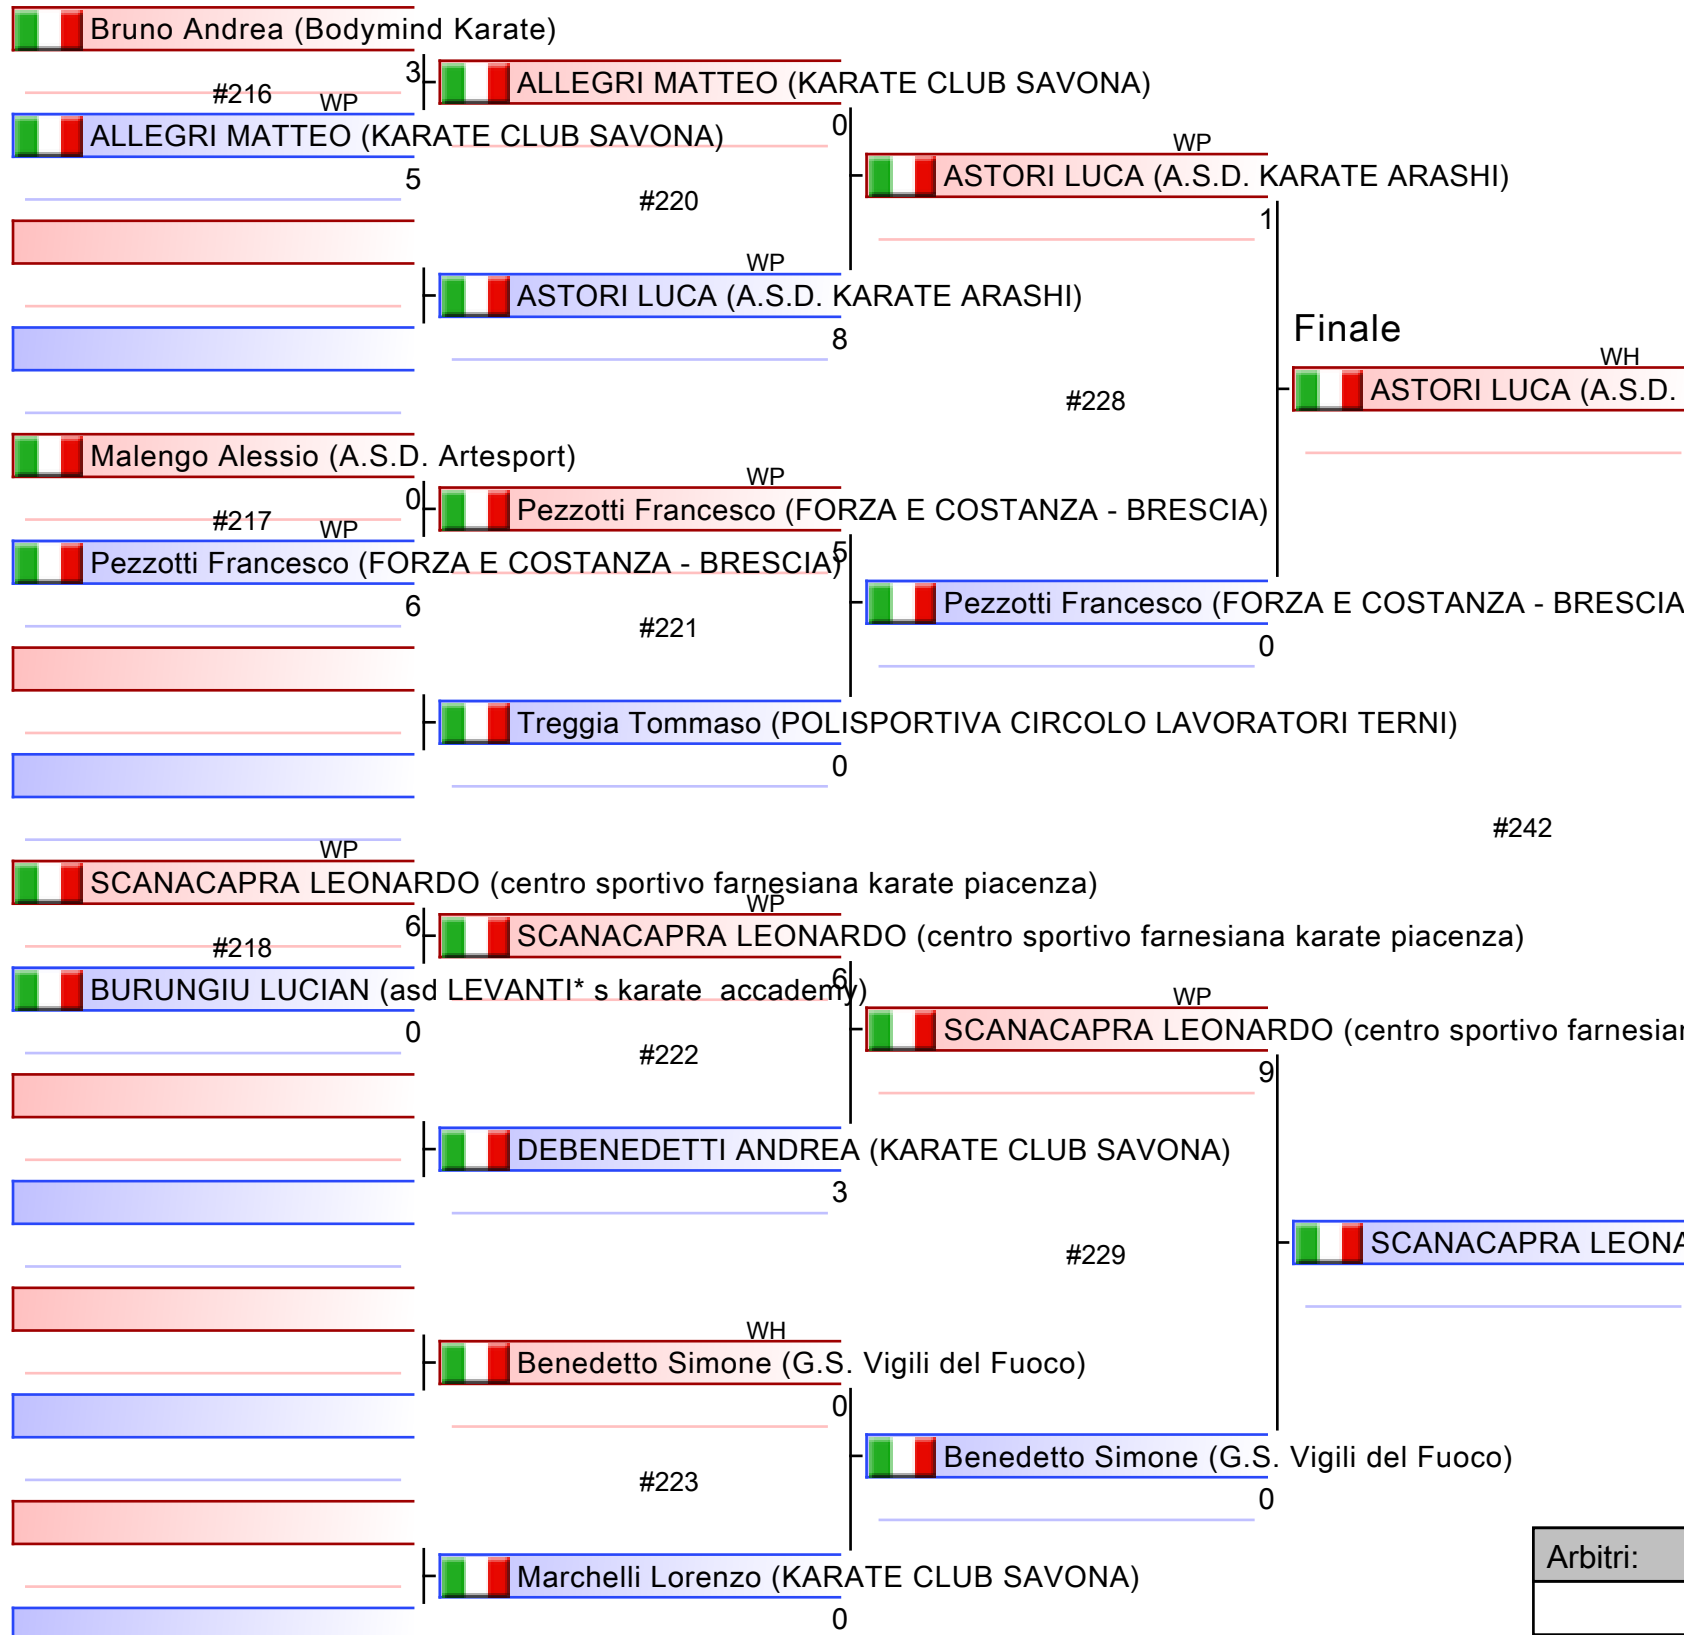 Bruno Andrea (Bodymind Karate)
3
ALLEGRI MATTEO (KARATE CLUB SAVONA)
#216
WP
ALLEGRI MATTEO (KARATE CLUB SAVONA)
0
WP
5
ASTORI LUCA (A.S.D. KARATE ARASHI)
#220
1
WP
ASTORI LUCA (A.S.D. KARATE ARASHI)
8
Finale
WH
ASTORI LUCA (A.S.D.
#228
Malengo Alessio (A.S.D. Artesport)
WP
0
Pezzotti Francesco (FORZA E COSTANZA - BRESCIA)
#217
WP
Pezzotti Francesco (FORZA E COSTANZA - BRESCIA)
5
6
Pezzotti Francesco (FORZA E COSTANZA - BRESCIA
#221
0
Treggia Tommaso (POLISPORTIVA CIRCOLO LAVORATORI TERNI)
0
#242
WP
SCANACAPRA LEONARDO (centro sportivo farnesiana karate piacenza)
WP
6
SCANACAPRA LEONARDO (centro sportivo farnesiana karate piacenza)
#218
BURUNGIU LUCIAN (asd LEVANTI* s karate accademy)
6
WP
0
SCANACAPRA LEONARDO (centro sportivo farnesian
#222
9
DEBENEDETTI ANDREA (KARATE CLUB SAVONA)
3
#229
SCANACAPRA LEONA
WH
Benedetto Simone (G.S. Vigili del Fuoco)
0
Benedetto Simone (G.S. Vigili del Fuoco)
#223
0
Arbitri:
Marchelli Lorenzo (KARATE CLUB SAVONA)
0